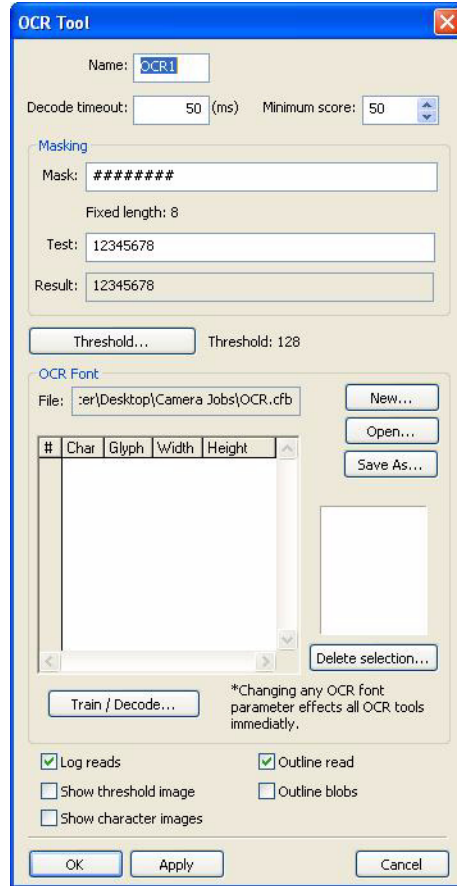 OCR Tool
Name: OCR1
Decode timeout: 50 (ms) Minimum score: 50
Masking
Mask: ########
Fixed length: 8
Test: 12345678
Result: 12345678
Threshold... Threshold: 128
OCR Font
File: :er\Desktop\Camera Jobs\OCR.cfb New...
Open...
Save As...
# Char Glyph Width Height
Delete selection...
Train / Decode... *Changing any OCR font
parameter effects all OCR tools
immediatly.
Log reads Outline read
Show threshold image Outline blobs
Show character images
OK Apply Cancel